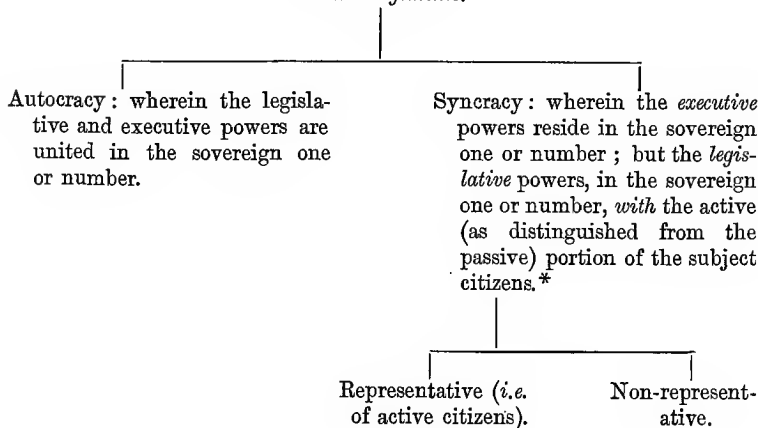 Autocracy: wherein the legisla-
tive and executive powers are
united in the sovereign one
or number.
Syncracy: wherein the executive
powers reside in the sovereign
one or number; but the legis-
lative powers, in the sovereign
one or number, with the active
(as distinguished from the
passive) portion of the subject
citizens.*
Representative (i.e.
of active citizens).
Non-represent-
ative.